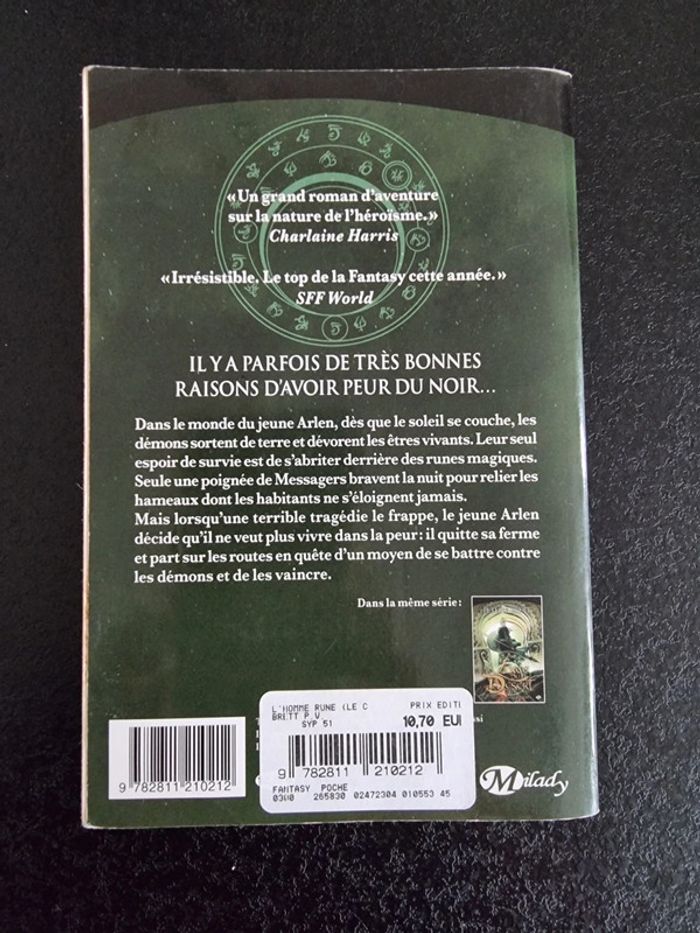 «Un grand roman d'aventure
sur la nature de l'héroïsme.»
Charlaine Harris
«Irrésistible. Le top de la Fantasy cette année.»
SFF World
IL Y A PARFOIS DE TRÈS BONNES
RAISONS D'AVOIR PEUR DU NOIR...
Dans le monde du jeune Arlen, dès que le soleil se couche, les
démons sortent de terre et dévorent les êtres vivants. Leur seul
espoir de survie est de s'abriter derrière des runes magiques.
Seule une poignée de Messagers bravent la nuit pour relier les
hameaux dont les habitants ne s'éloignent jamais.
Mais lorsqu'une terrible tragédie le frappe, le jeune Arlen
décide qu'il ne veut plus vivre dans la peur: il quitte sa ferme
et part sur les routes en quête d'un moyen de se battre contre
les démons et de les vaincre.
Dans la même série:
L'HOMME RUNE (LE C PRIX EDITI
BRETT P.V
SYP 51 10,70 EUI
9 782811 210212
FANTASY POCHE
0300 265830 02472304 010553 45
9 782811 210212
Milady